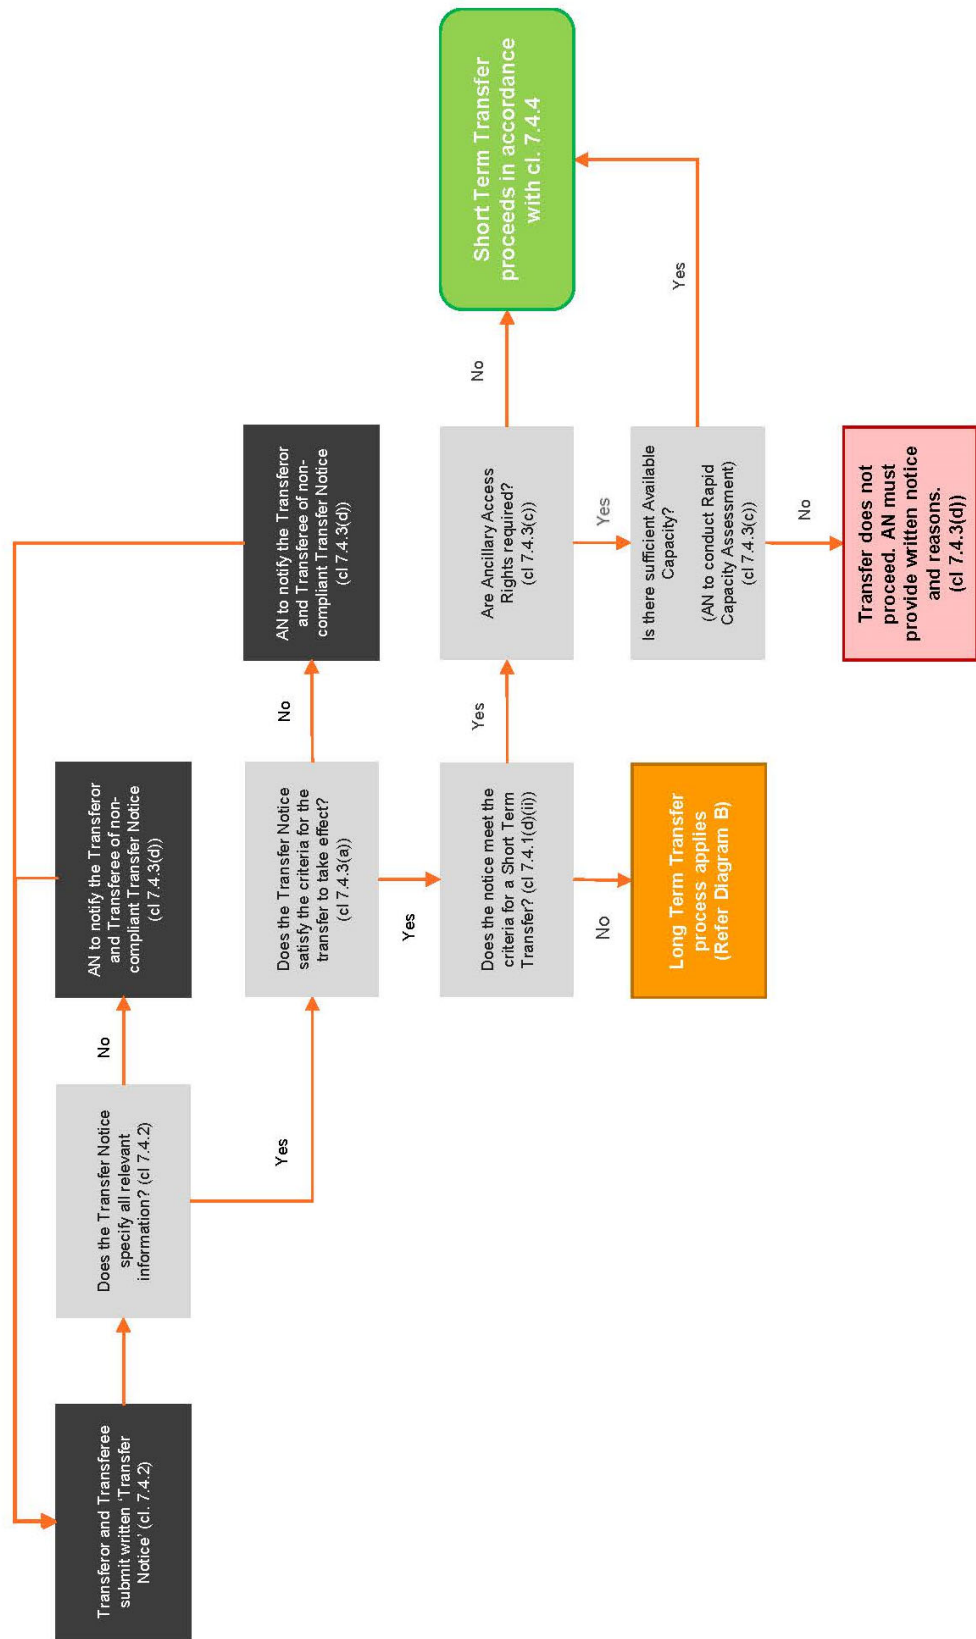 Transferor and Transferee
submit written ‘Transfer
Notice’ (cl. 7.4.2)
Does the Transfer Notice
specify all relevant
information? (cl 7.4.2)
No
AN to notify the Transferor
and Transferee of non-
compliant Transfer Notice
(cl 7.4.3(d))
Yes
Does the Transfer Notice
satisfy the criteria for the
transfer to take effect?
(cl 7.4.3(a))
No
AN to notify the Transferor
and Transferee of non-
compliant Transfer Notice
(cl 7.4.3(d))
Yes
Does the notice meet the
criteria for a Short Term
Transfer? (cl 7.4.1(d)(ii))
Yes
Are Ancillary Access
Rights required?
(cl 7.4.3(c))
No
Short Term Transfer
proceeds in accordance
with cl. 7.4.4
No
Long Term Transfer
process applies
(Refer Diagram B)
Yes
Is there sufficient Available
Capacity?
(AN to conduct Rapid
Capacity Assessment)
(cl 7.4.3(c))
Yes
No
Transfer does not
proceed. AN must
provide written notice
and reasons.
(cl 7.4.3(d))